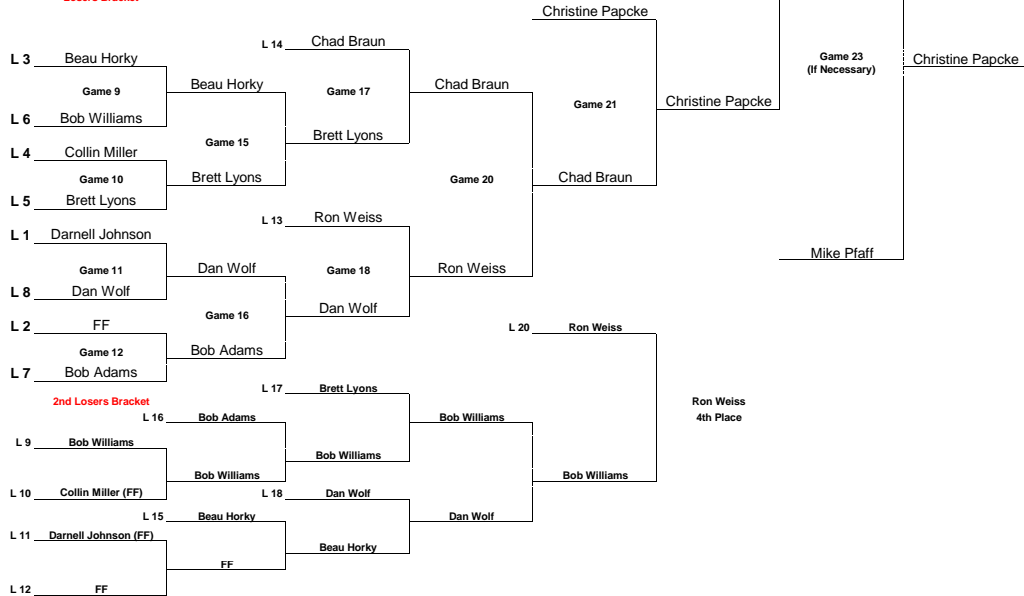 Losers Bracket
Christine Papcke
L 14
Chad Braun
L 3
Beau Horky
Game 23
(If Necessary)
Christine Papcke
Game 9
Beau Horky
Game 17
Chad Braun
Game 21
Christine Papcke
L 6
Bob Williams
Game 15
Brett Lyons
L 4
Collin Miller
Game 10
Brett Lyons
Game 20
Chad Braun
L 5
Brett Lyons
L 13
Ron Weiss
L 1
Darnell Johnson
Mike Pfaff
Game 11
Dan Wolf
Game 18
Ron Weiss
L 8
Dan Wolf
Game 16
Dan Wolf
L 2
FF
L 20
Ron Weiss
Game 12
Bob Adams
L 7
Bob Adams
L 17
Brett Lyons
2nd Losers Bracket
Ron Weiss
4th Place
L 16
Bob Adams
Bob Williams
L 9
Bob Williams
Bob Williams
Bob Williams
Bob Williams
L 10
Collin Miller (FF)
L 18
Dan Wolf
L 15
Beau Horky
Dan Wolf
L 11
Darnell Johnson (FF)
Beau Horky
FF
L 12
FF